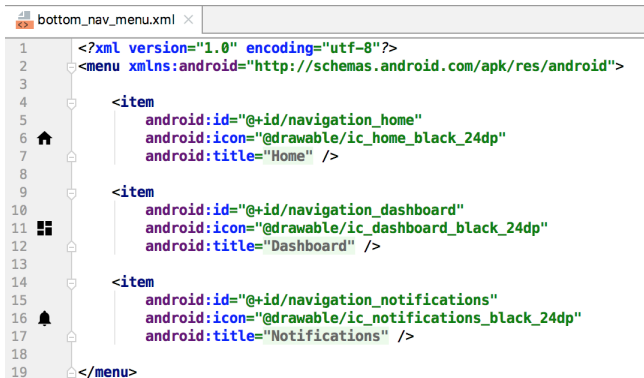 bottom_nav_menu.xml ×
1 <?xml version="1.0" encoding="utf-8"?>
2 <menu xmlns:android="http://schemas.android.com/apk/res/android">
3
4 <item
5 android:id="@+id/navigation_home"
6 android:icon="@drawable/ic_home_black_24dp"
7 android:title="Home" />
8
9 <item
10 android:id="@+id/navigation_dashboard"
11 android:icon="@drawable/ic_dashboard_black_24dp"
12 android:title="Dashboard" />
13
14 <item
15 android:id="@+id/navigation_notifications"
16 android:icon="@drawable/ic_notifications_black_24dp"
17 android:title="Notifications" />
18
19 </menu>